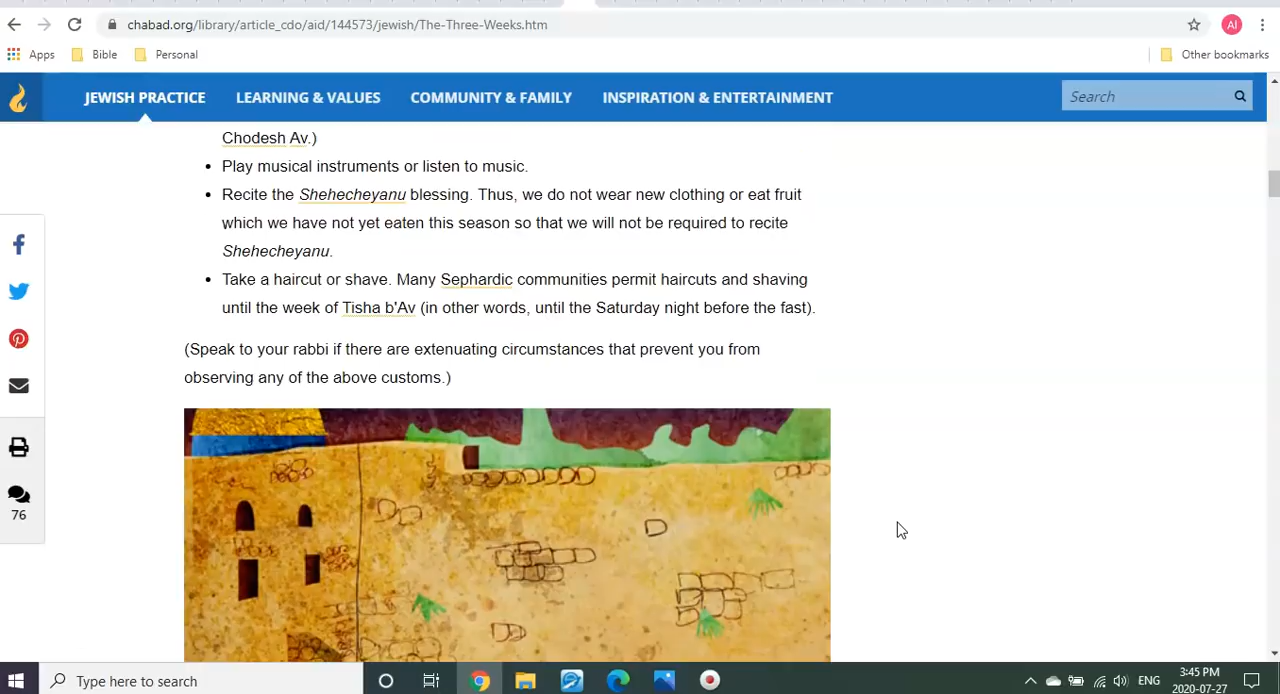 chabad.org/library/article_cdo/aid/144573/jewish/The-Three-Weeks.htm
AI
Apps Bible Personal Other bookmarks
JEWISH PRACTICE LEARNING & VALUES COMMUNITY & FAMILY INSPIRATION & ENTERTAINMENT Search
Chodesh Av.)
• Play musical instruments or listen to music.
• Recite the Shehecheyanu blessing. Thus, we do not wear new clothing or eat fruit
which we have not yet eaten this season so that we will not be required to recite
Shehecheyanu.
• Take a haircut or shave. Many Sephardic communities permit haircuts and shaving
until the week of Tisha b'Av (in other words, until the Saturday night before the fast).
(Speak to your rabbi if there are extenuating circumstances that prevent you from
observing any of the above customs.)
76
Type here to search
ENG
3:45 PM
2020-07-27